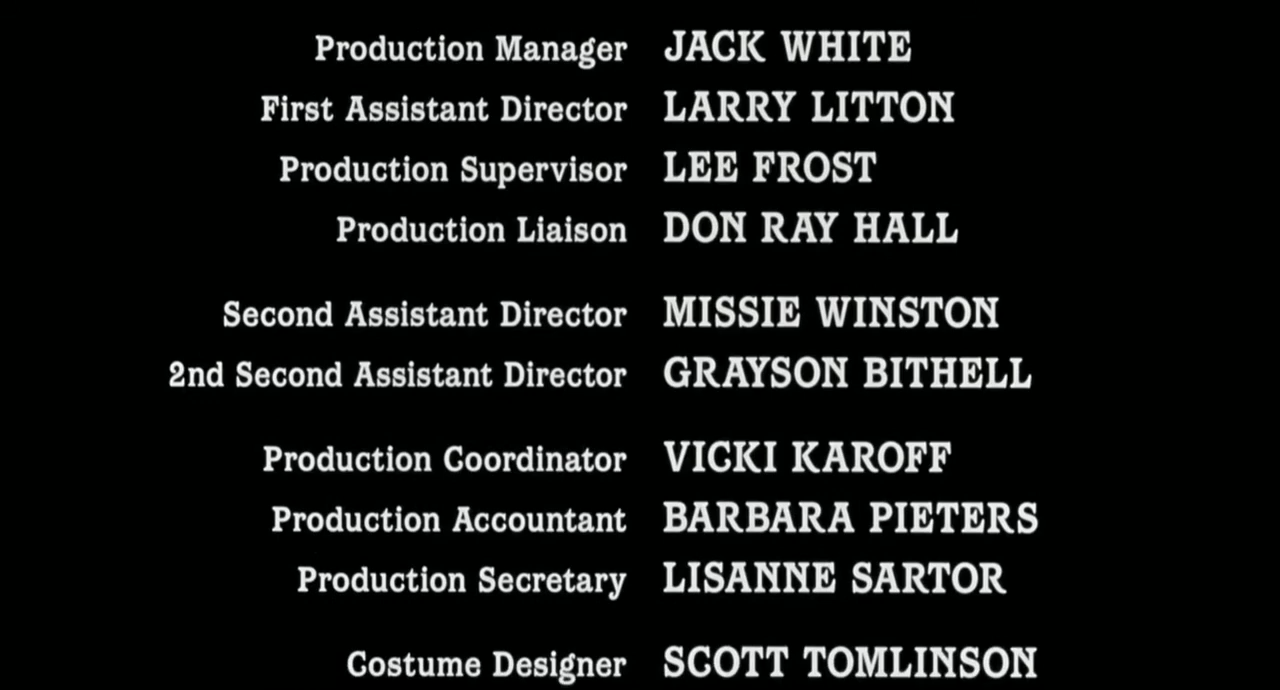 Production Manager JACK WHITE
First Assistant Director LARRY LITTON
Production Supervisor LEE FROST
Production Liaison DON RAY HALL
Second Assistant Director MISSIE WINSTON
2nd Second Assistant Director GRAYSON BITHELL
Production Coordinator VICKI KAROFF
Production Accountant BARBARA PIETERS
Production Secretary LISANNE SARTOR
Costume Designer SCOTT TOMLINSON